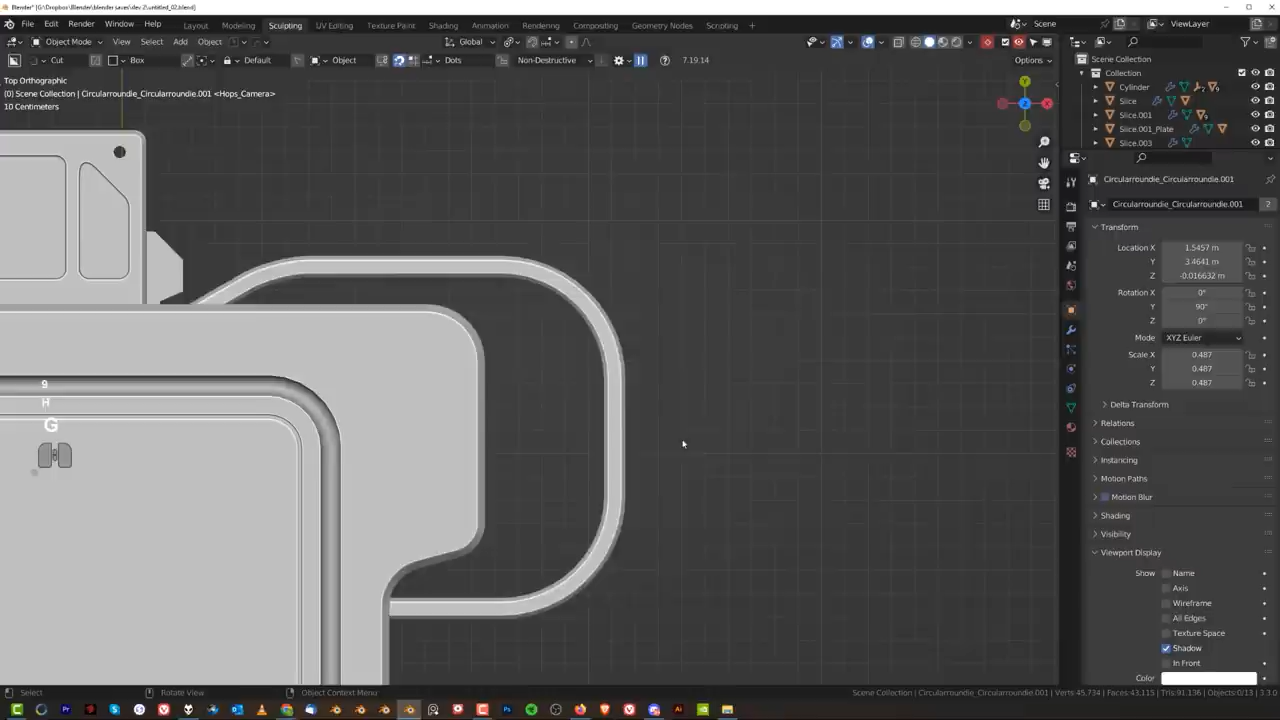 Blender* [G:\Dropbox\Blender\blender saves\dev 2\untitled_02.blend]
File Edit Render Window Help Layout Modeling Sculpting UV Editing Texture Paint Shading Animation Rendering Compositing Geometry Nodes Scripting + Scene ViewLayer
Object Mode View Select Add Object Global
Cut Box Default Object Dots Non-Destructive 7.19.14 Options
Top Orthographic
(0) Scene Collection | Circularroundie_Circularroundie.001 <Hops_Camera>
10 Centimeters
9
H
G
Y
Z
X
Scene Collection
Collection
Cylinder
Slice
Slice.001
Slice.001_Plate
Slice.003
Circularroundie_Circularroundie.001
Circularroundie_Circularroundie.001 2
Transform
Location X 1.5457 m
Y 3.4641 m
Z -0.016632 m
Rotation X 0°
Y 90°
Z 0°
Mode XYZ Euler
Scale X 0.487
Y 0.487
Z 0.487
Delta Transform
Relations
Collections
Instancing
Motion Paths
Motion Blur
Shading
Visibility
Viewport Display
Show Name
Axis
Wireframe
All Edges
Texture Space
Shadow
In Front
Color
Select Rotate View Object Context Menu Scene Collection | Circularroundie_Circularroundie.001 | Verts:45,734 | Faces:43,115 | Tris:91,136 | Objects:0/13 | 3.3.0